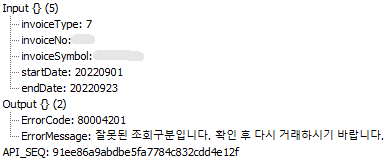 Input {} (5)
invoiceType: 7
invoiceNo:
invoiceSymbol:
startDate: 20220901
endDate: 20220923
Output {} (2)
ErrorCode: 80004201
ErrorMessage: 잘못된 조회구분입니다. 확인 후 다시 거래하시기 바랍니다.
API_SEQ: 91ee86a9abdbe5fa7784c832cdd4e12f